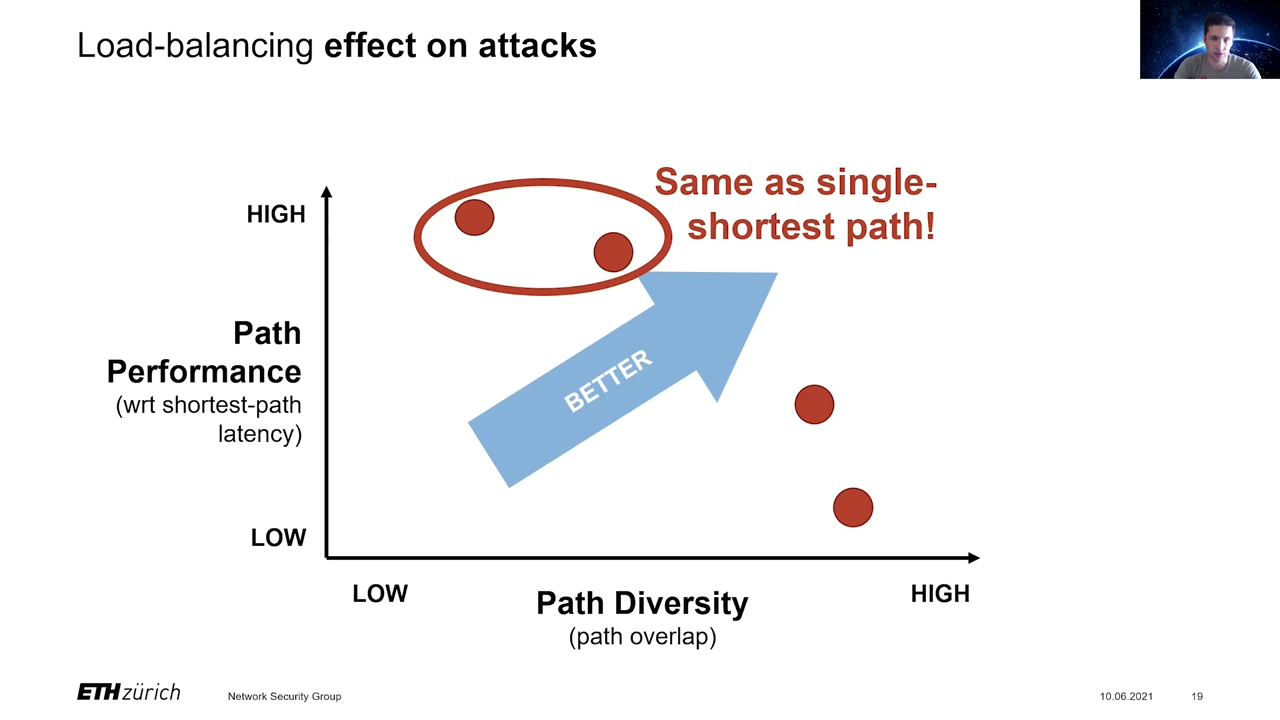 Load-balancing effect on attacks
Same as single-
shortest path!
HIGH
Path
Performance
(wrt shortest-path
latency)
BETTER
LOW
LOW
Path Diversity
(path overlap)
HIGH
ETH zürich
Network Security Group
10.06.2021
19